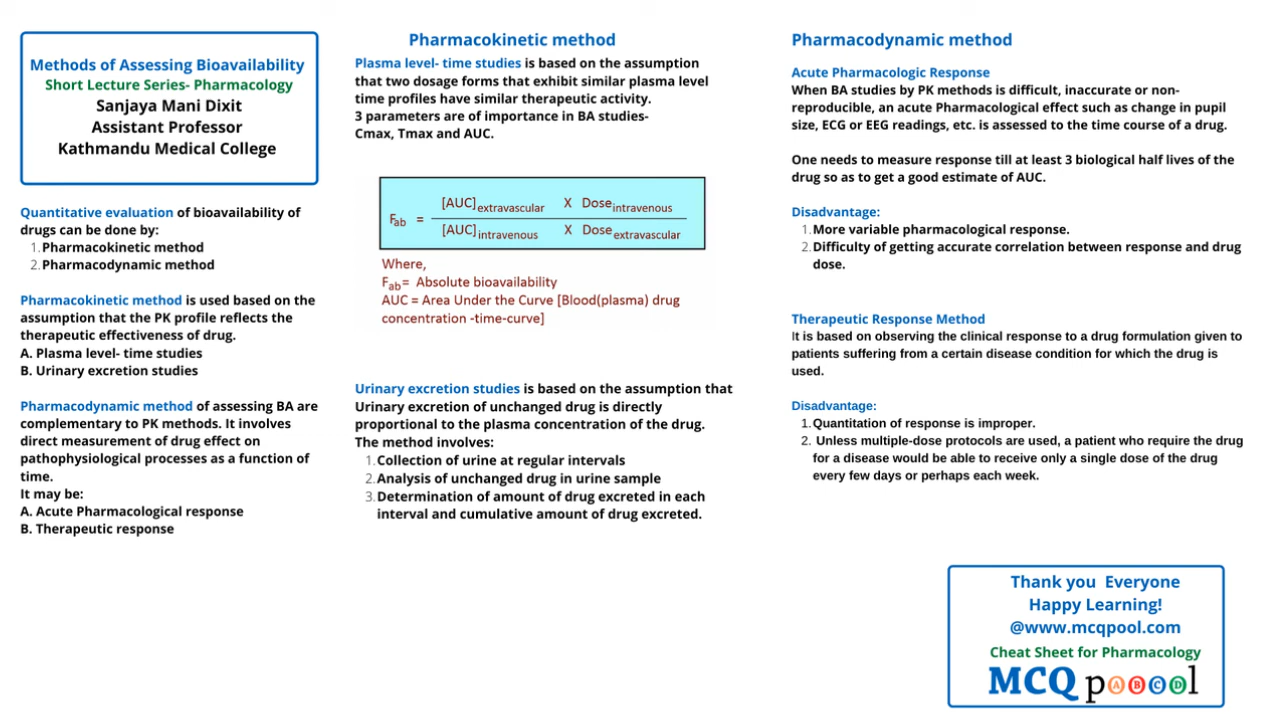 Methods of Assessing Bioavailability
Short Lecture Series- Pharmacology
Sanjaya Mani Dixit
Assistant Professor
Kathmandu Medical College
Quantitative evaluation of bioavailability of
drugs can be done by:
1. Pharmacokinetic method
2. Pharmacodynamic method
Pharmacokinetic method is used based on the
assumption that the PK profile reflects the
therapeutic effectiveness of drug.
A. Plasma level- time studies
B. Urinary excretion studies
Pharmacodynamic method of assessing BA are
complementary to PK methods. It involves
direct measurement of drug effect on
pathophysiological processes as a function of
time.
It may be:
A. Acute Pharmacological response
B. Therapeutic response
Pharmacokinetic method
Plasma level- time studies is based on the assumption
that two dosage forms that exhibit similar plasma level
time profiles have similar therapeutic activity.
3 parameters are of importance in BA studies-
Cmax, Tmax and AUC.
[AUC]extravascular X Doseintravenous
Fab =
[AUC]intravenous X Doseextravascular
Where,
Fab= Absolute bioavailability
AUC = Area Under the Curve [Blood(plasma) drug
concentration -time-curve]
Urinary excretion studies is based on the assumption that
Urinary excretion of unchanged drug is directly
proportional to the plasma concentration of the drug.
The method involves:
1. Collection of urine at regular intervals
2. Analysis of unchanged drug in urine sample
3. Determination of amount of drug excreted in each
interval and cumulative amount of drug excreted.
Pharmacodynamic method
Acute Pharmacologic Response
When BA studies by PK methods is difficult, inaccurate or non-
reproducible, an acute Pharmacological effect such as change in pupil
size, ECG or EEG readings, etc. is assessed to the time course of a drug.
One needs to measure response till at least 3 biological half lives of the
drug so as to get a good estimate of AUC.
Disadvantage:
1. More variable pharmacological response.
2. Difficulty of getting accurate correlation between response and drug
dose.
Therapeutic Response Method
It is based on observing the clinical response to a drug formulation given to
patients suffering from a certain disease condition for which the drug is
used.
Disadvantage:
1. Quantitation of response is improper.
2. Unless multiple-dose protocols are used, a patient who require the drug
for a disease would be able to receive only a single dose of the drug
every few days or perhaps each week.
Thank you Everyone
Happy Learning!
@www.mcqpool.com
Cheat Sheet for Pharmacology
MCQ pABCDl